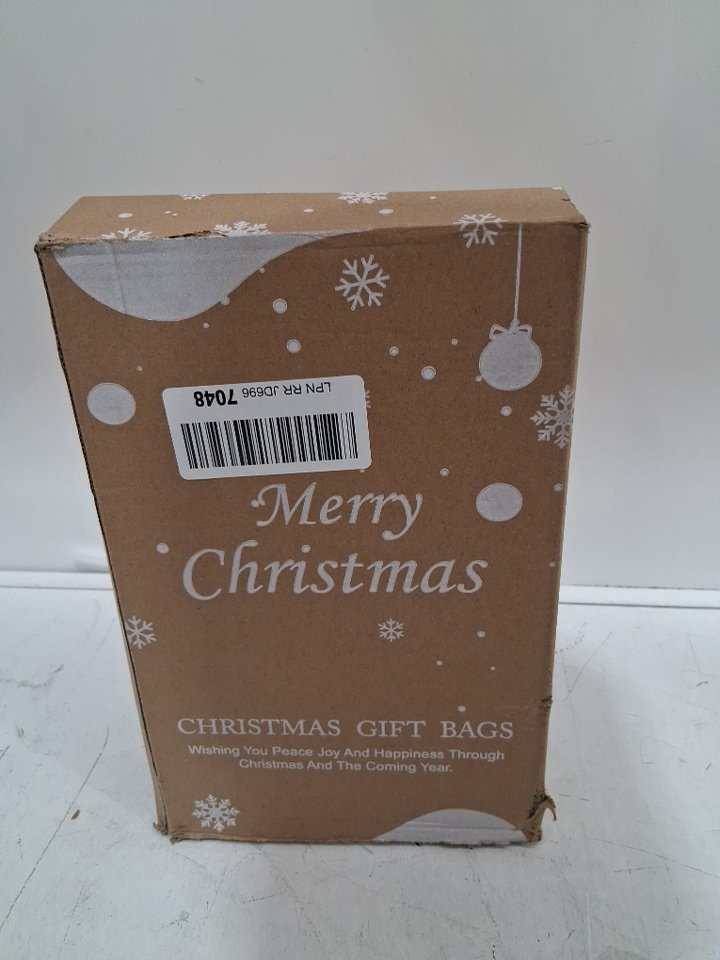 LPN RR JD696 7048
Merry
Christmas
CHRISTMAS GIFT BAGS
Wishing You Peace Joy And Happiness Through
Christmas And The Coming Year.